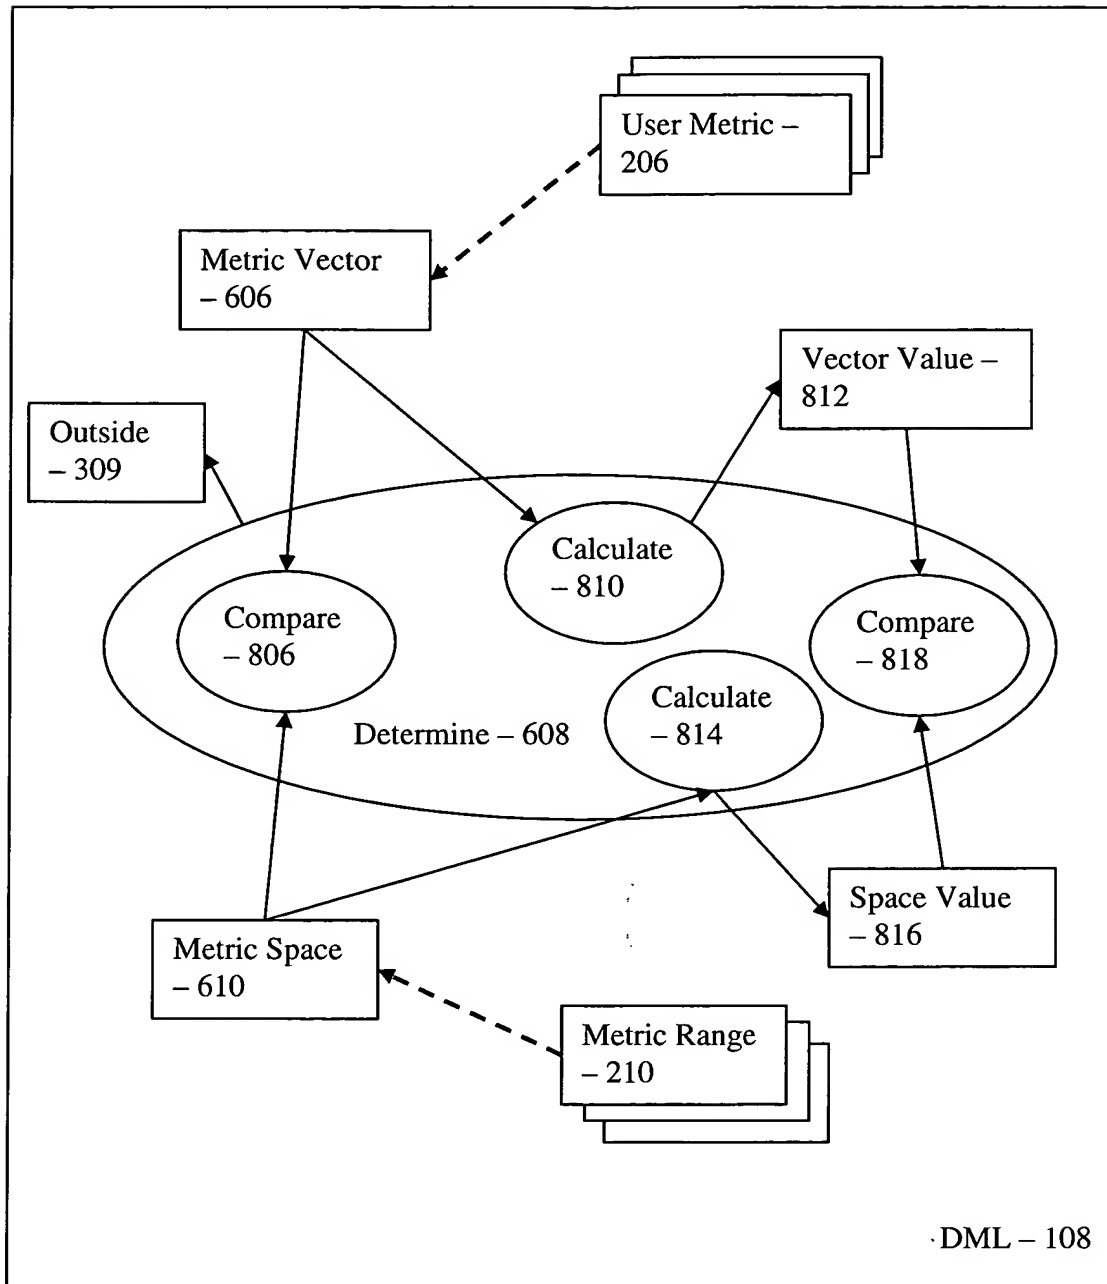 User Metric –
206
Metric Vector
– 606
Vector Value –
812
Outside
– 309
Calculate
– 810
Compare
– 806
Compare
– 818
Calculate
– 814
Determine – 608
Space Value
– 816
Metric Space
– 610
Metric Range
– 210
DML – 108